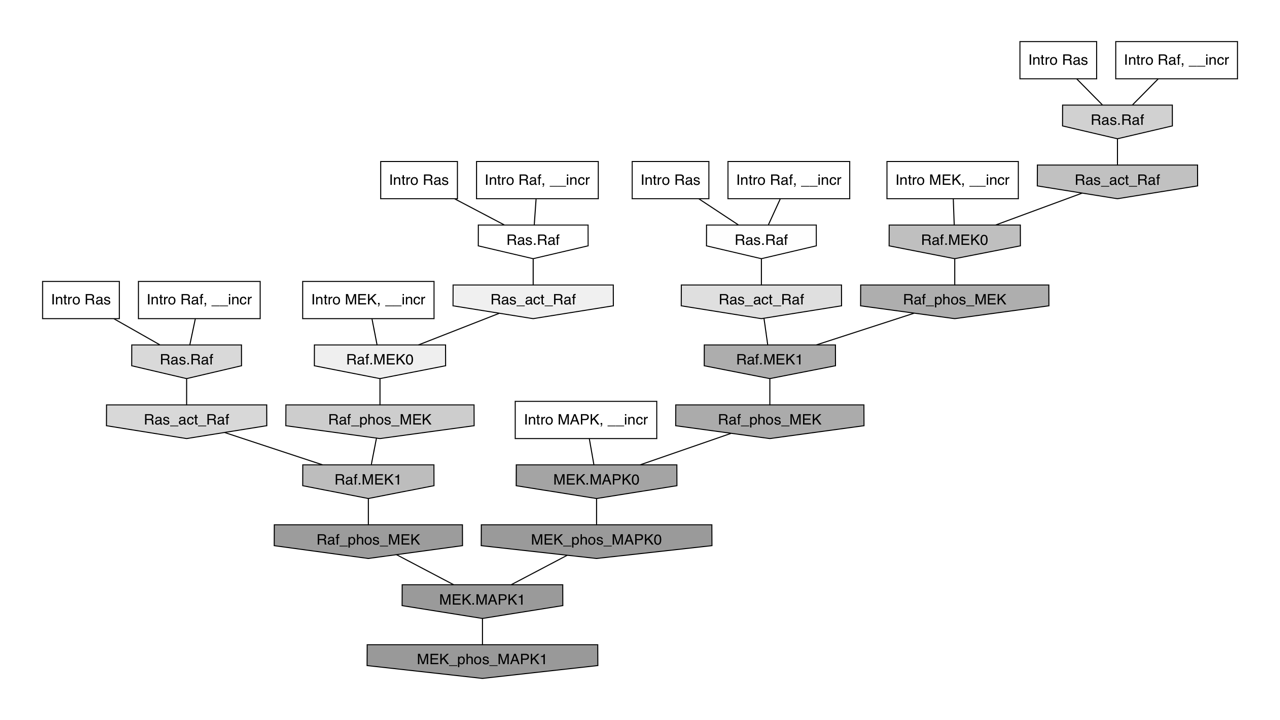 Intro Ras
Intro Raf, __incr
Ras.Raf
Intro Ras
Intro Raf, __incr
Intro Ras
Intro Raf, __incr
Intro MEK, __incr
Ras_act_Raf
Ras.Raf
Ras.Raf
Raf.MEK0
Intro Ras
Intro Raf, __incr
Intro MEK, __incr
Ras_act_Raf
Ras_act_Raf
Raf_phos_MEK
Ras.Raf
Raf.MEK0
Raf.MEK1
Ras_act_Raf
Raf_phos_MEK
Intro MAPK, __incr
Raf_phos_MEK
Raf.MEK1
MEK.MAPK0
Raf_phos_MEK
MEK_phos_MAPK0
MEK.MAPK1
MEK_phos_MAPK1